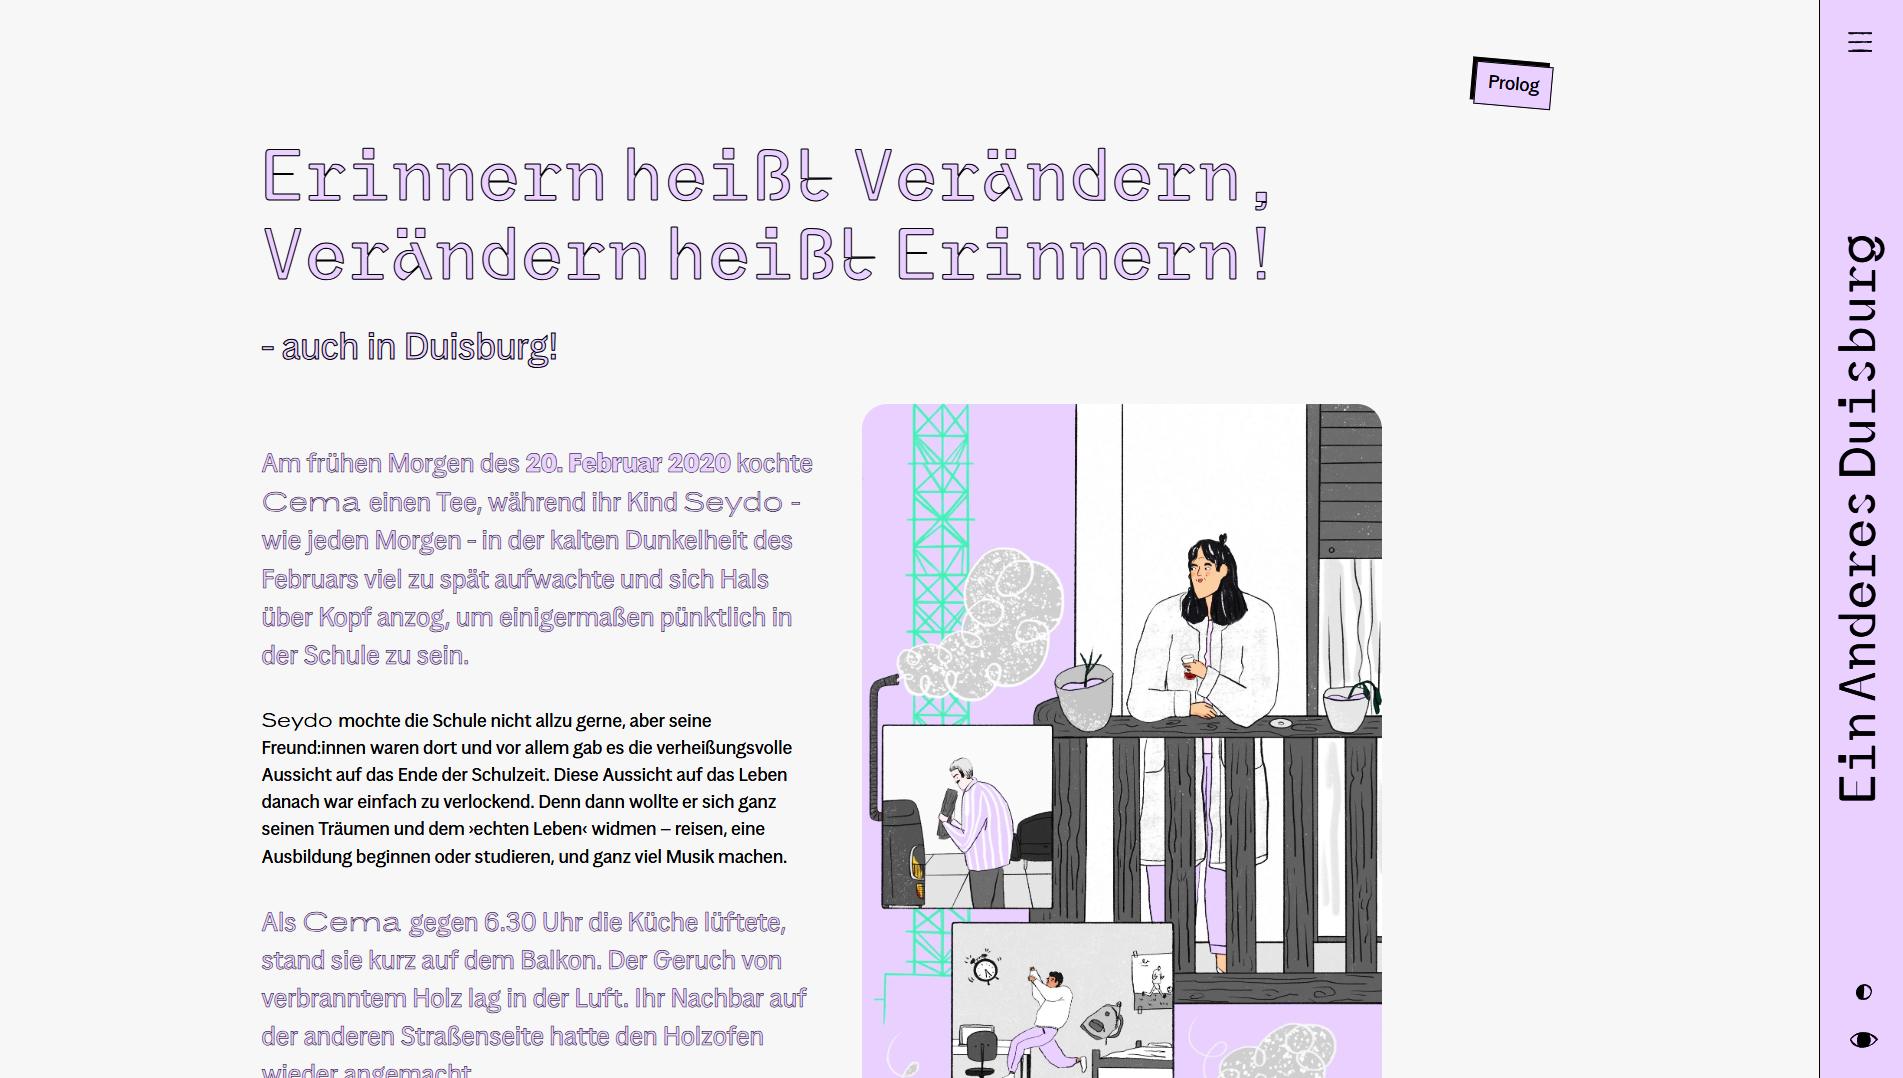 Prolog
Erinnern heißt Verändern,
Verändern heißt Erinnern!
- auch in Duisburg!
Am frühen Morgen des 20. Februar 2020 kochte
Cema einen Tee, während ihr Kind Seydo -
wie jeden Morgen - in der kalten Dunkelheit des
Februars viel zu spät aufwachte und sich Hals
über Kopf anzog, um einigermaßen pünktlich in
der Schule zu sein.
Seydo mochte die Schule nicht allzu gerne, aber seine
Freund:innen waren dort und vor allem gab es die verheißungsvolle
Aussicht auf das Ende der Schulzeit. Diese Aussicht auf das Leben
danach war einfach zu verlockend. Denn dann wollte er sich ganz
seinen Träumen und dem ›echten Leben‹ widmen – reisen, eine
Ausbildung beginnen oder studieren, und ganz viel Musik machen.
Als Cema gegen 6.30 Uhr die Küche lüftete,
stand sie kurz auf dem Balkon. Der Geruch von
verbranntem Holz lag in der Luft. Ihr Nachbar auf
der anderen Straßenseite hatte den Holzofen
wieder angemacht
Ein Anderes Duisburg